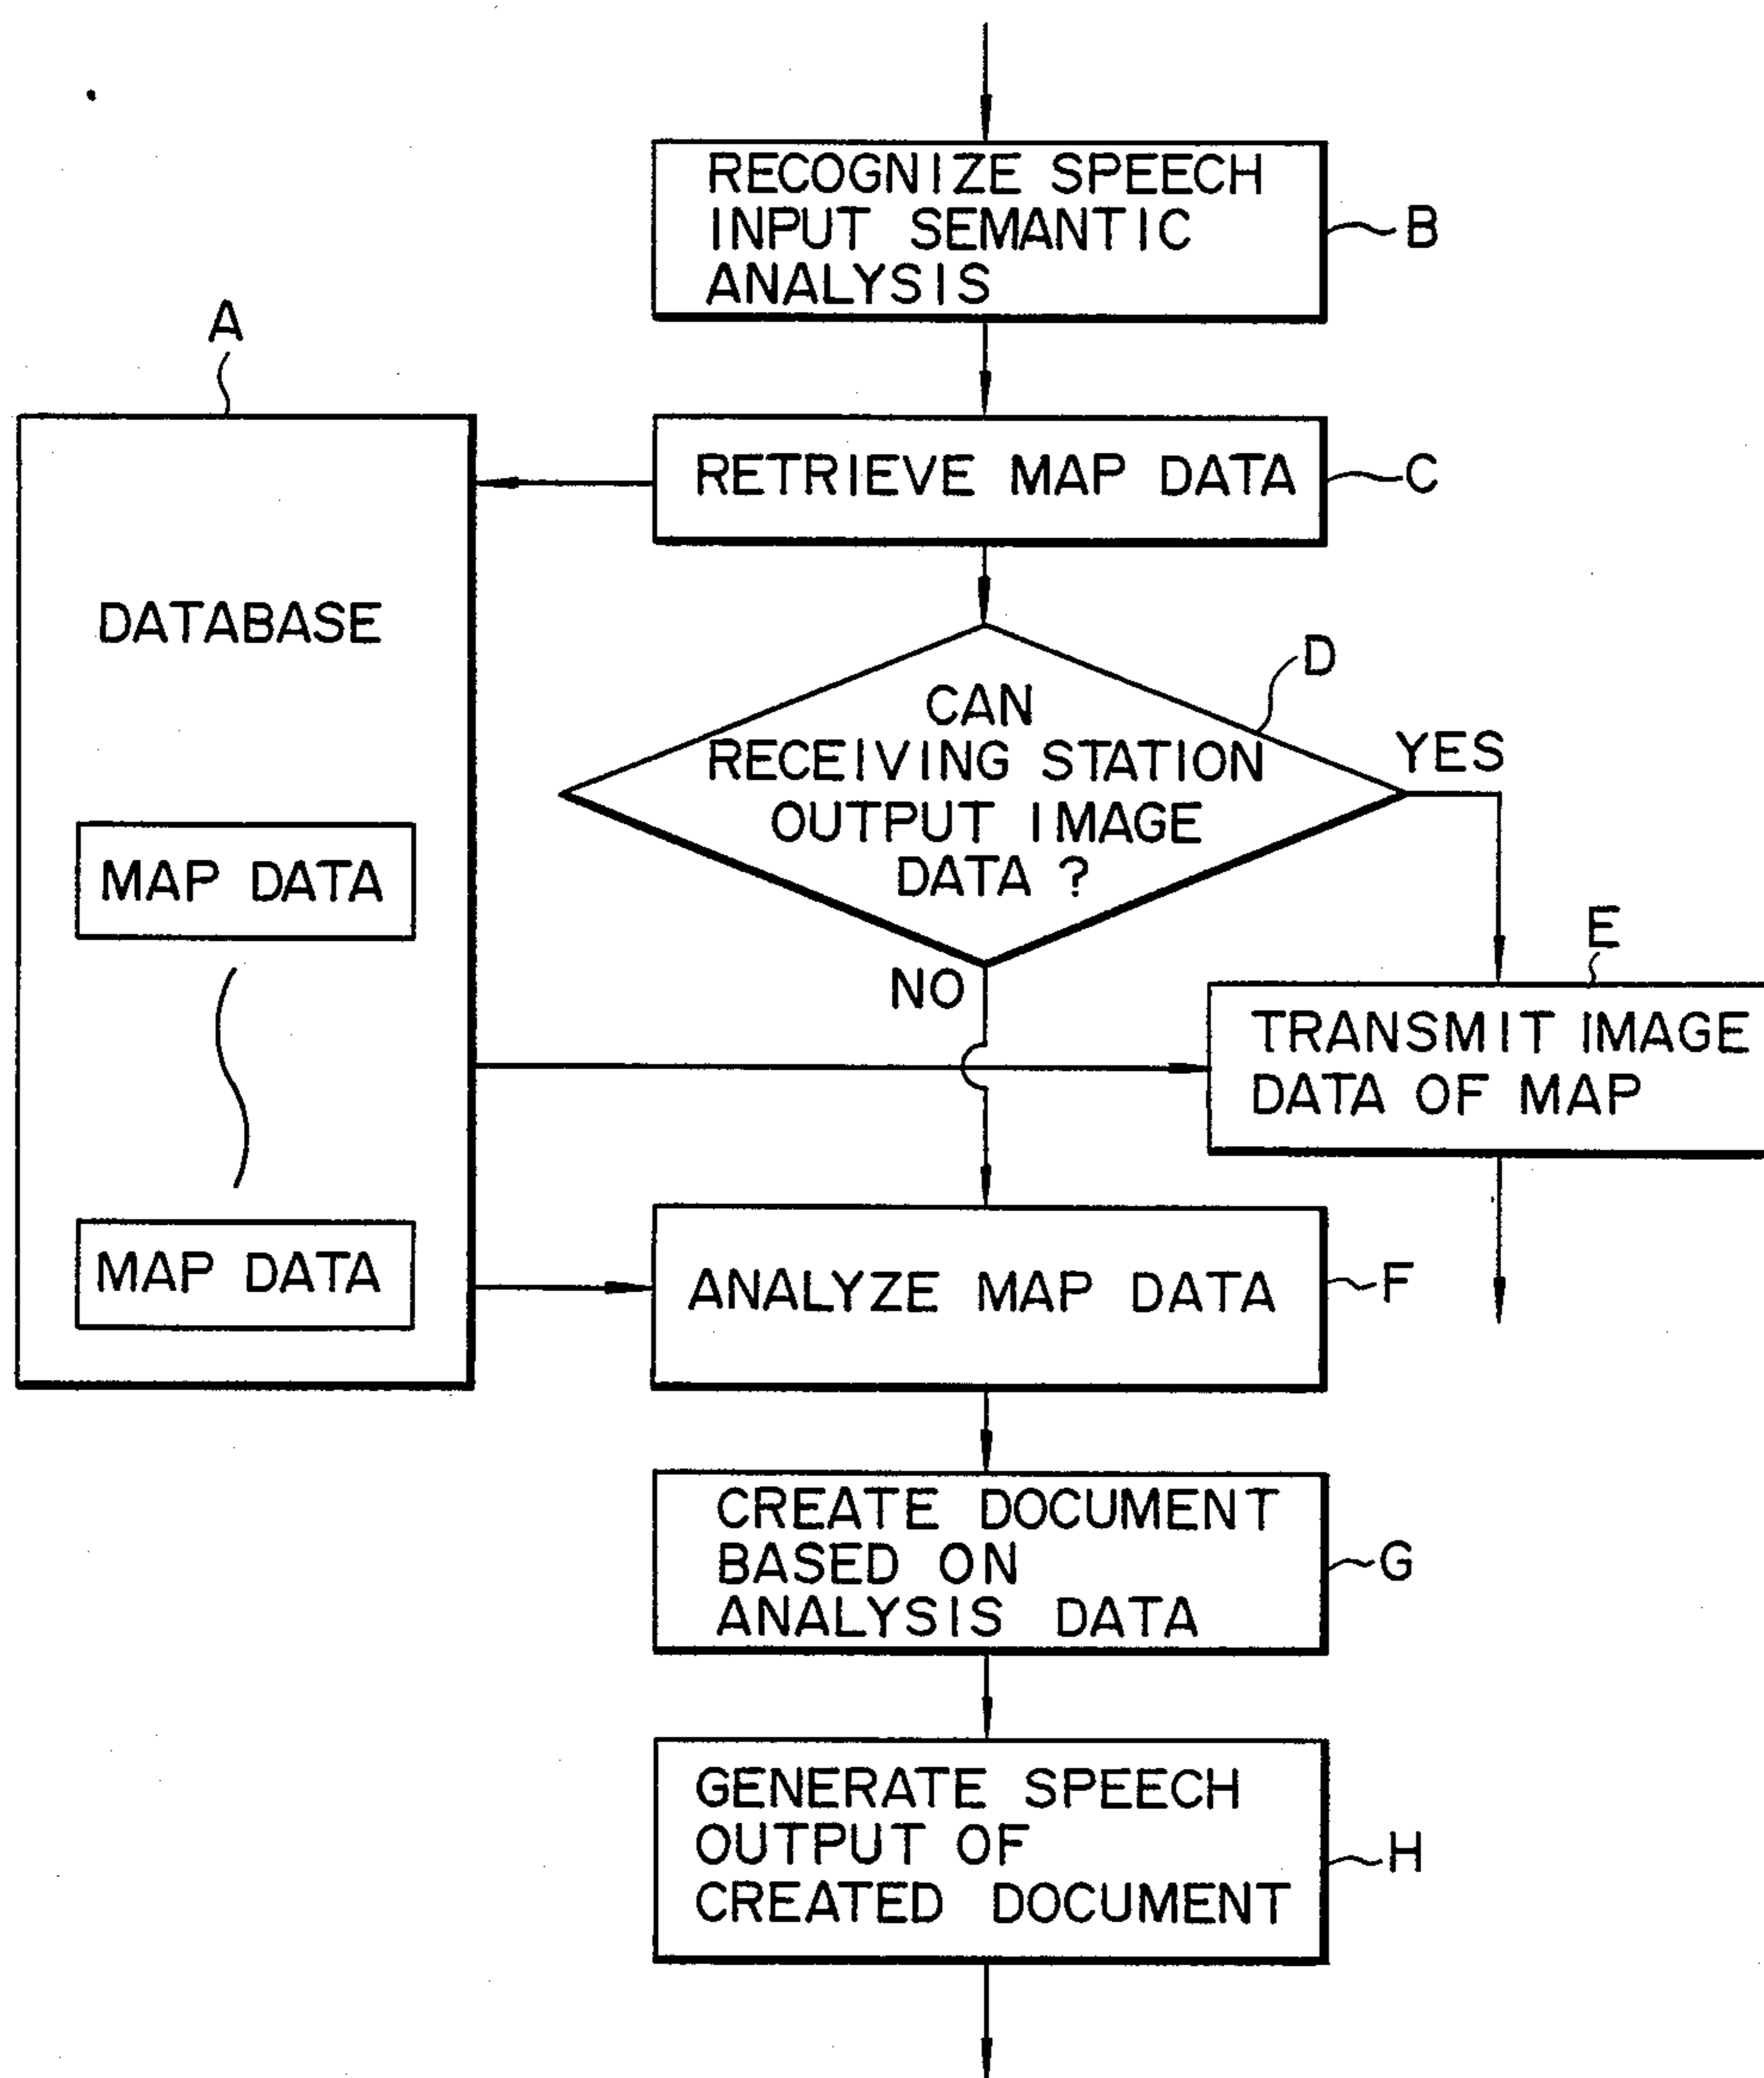 RECOGNIZE SPEECH
INPUT SEMANTIC
ANALYSIS
B
A
RETRIEVE MAP DATA
C
DATABASE
D
CAN
RECEIVING STATION
OUTPUT IMAGE
DATA ?
YES
MAP DATA
NO
E
TRANSMIT IMAGE
DATA OF MAP
MAP DATA
ANALYZE MAP DATA
F
CREATE DOCUMENT
BASED ON
ANALYSIS DATA
G
GENERATE SPEECH
OUTPUT OF
CREATED DOCUMENT
H